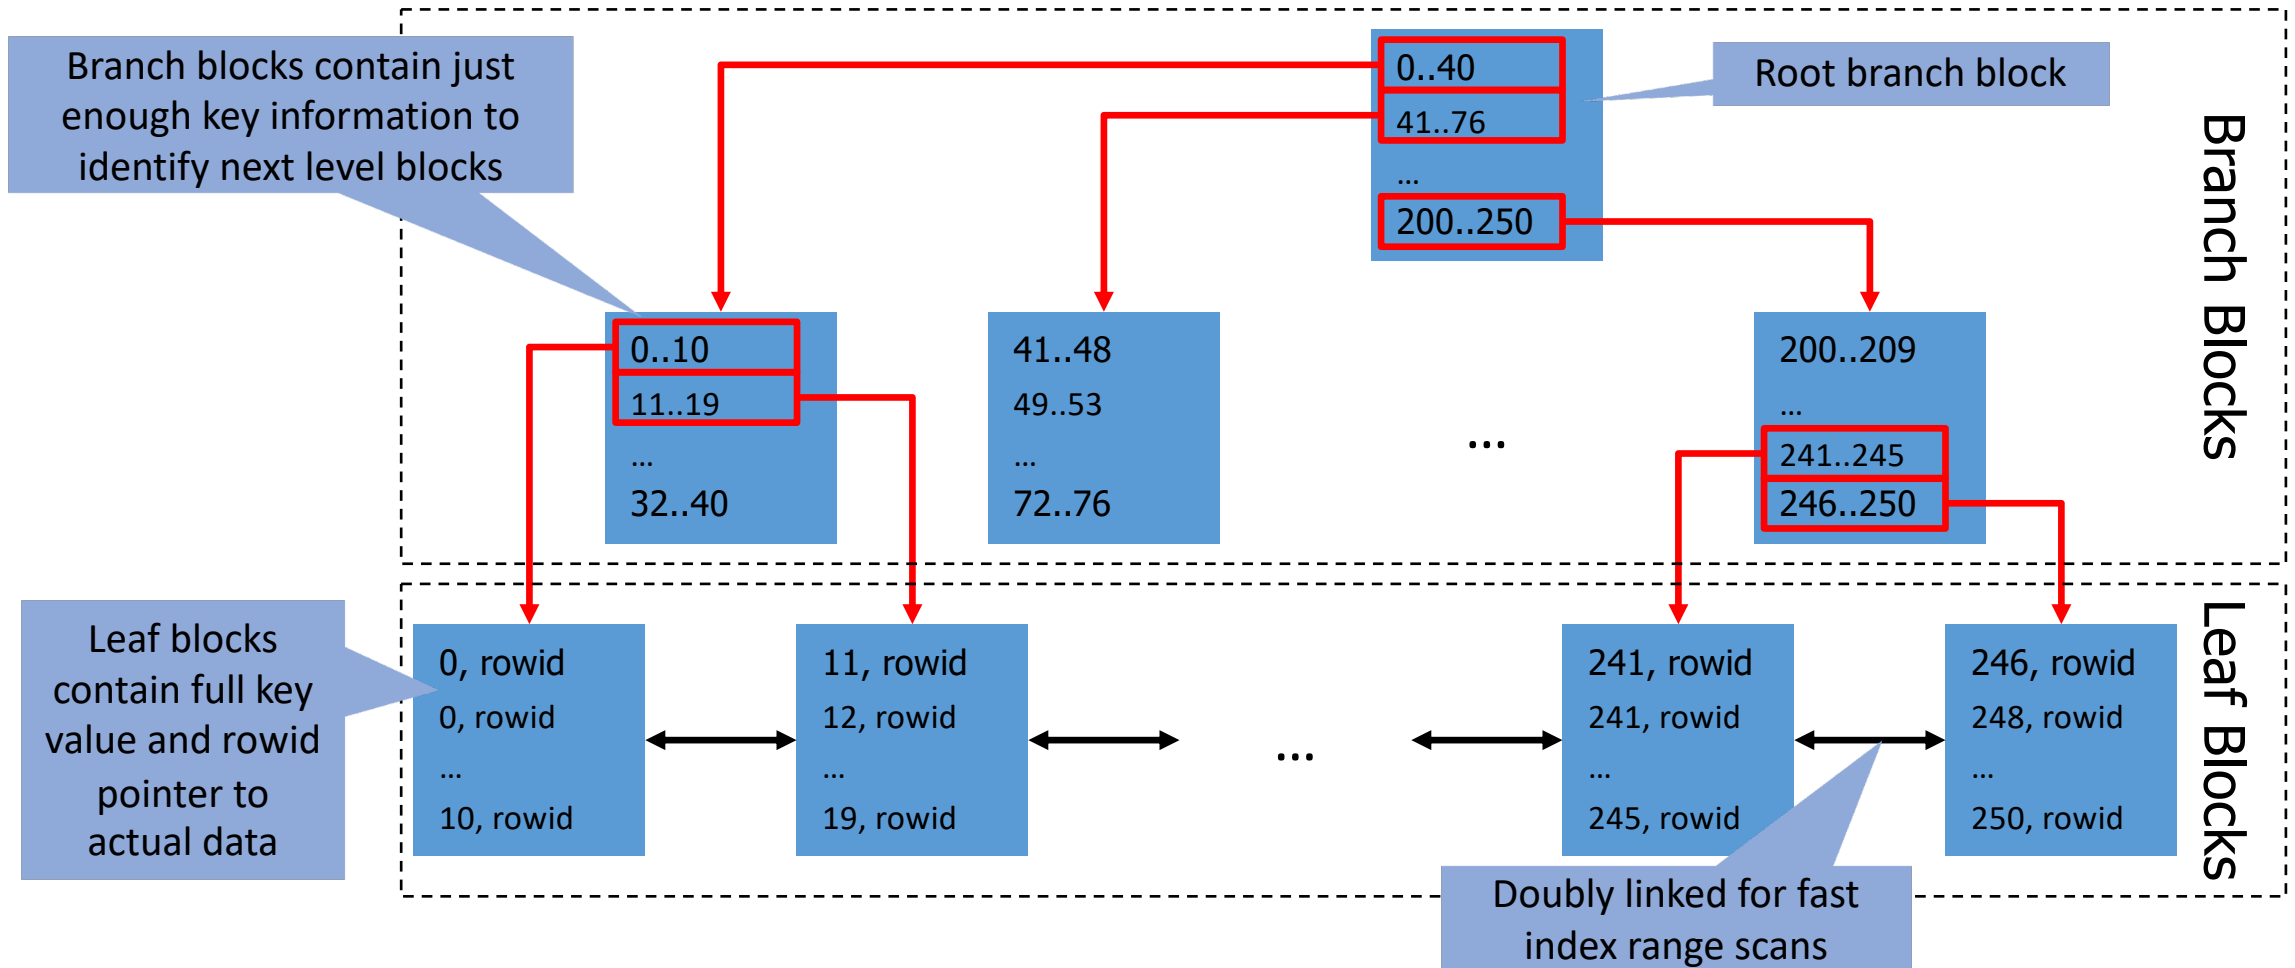 Branch blocks contain just
enough key information to
identify next level blocks
0..40
41..76
...
200..250
Root branch block
Branch Blocks
0..10
11..19
...
32..40
41..48
49..53
...
72..76
...
200..209
...
241..245
246..250
Leaf blocks
contain full key
value and rowid
pointer to
actual data
0, rowid
0, rowid
...
10, rowid
11, rowid
12, rowid
...
19, rowid
...
241, rowid
241, rowid
...
245, rowid
246, rowid
248, rowid
...
250, rowid
Leaf Blocks
Doubly linked for fast
index range scans